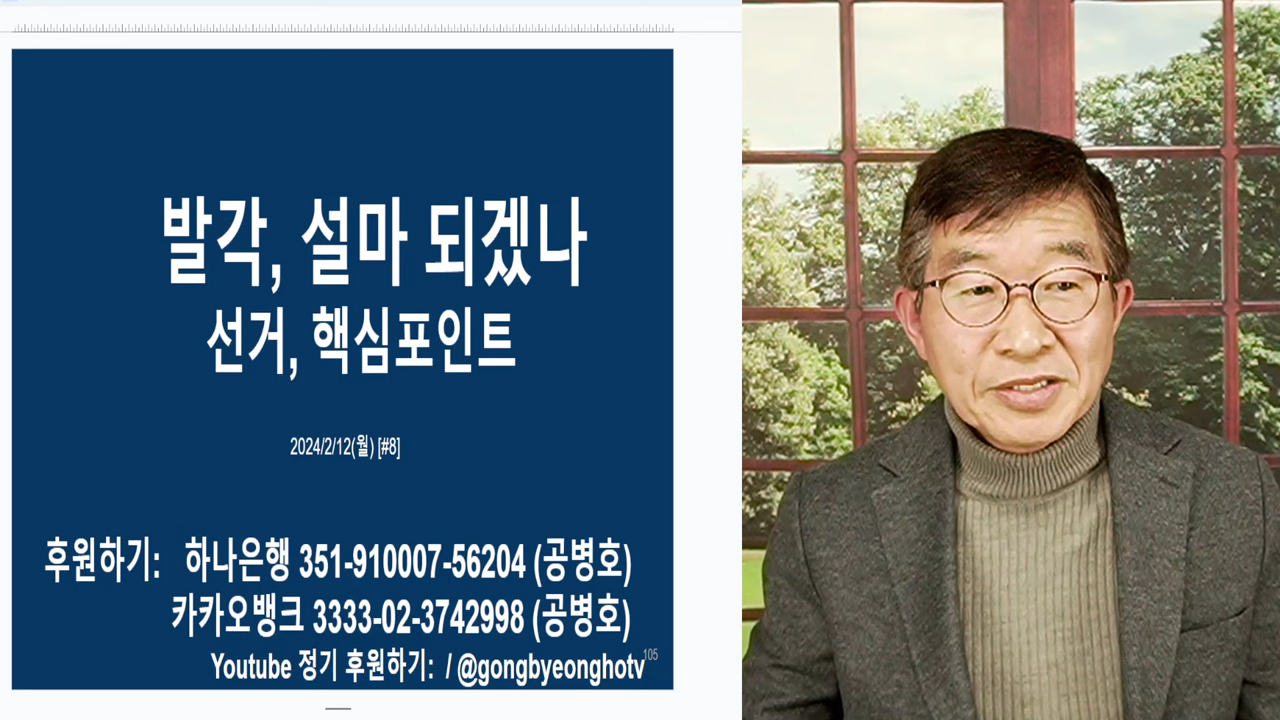 발각, 설마 되겠나
선거, 핵심포인트
2024/2/12(월) [#8]
후원하기: 하나은행 351-910007-56204 (공병호)
카카오뱅크 3333-02-3742998 (공병호)
Youtube 정기 후원하기: / @gongbyeonghotv
105